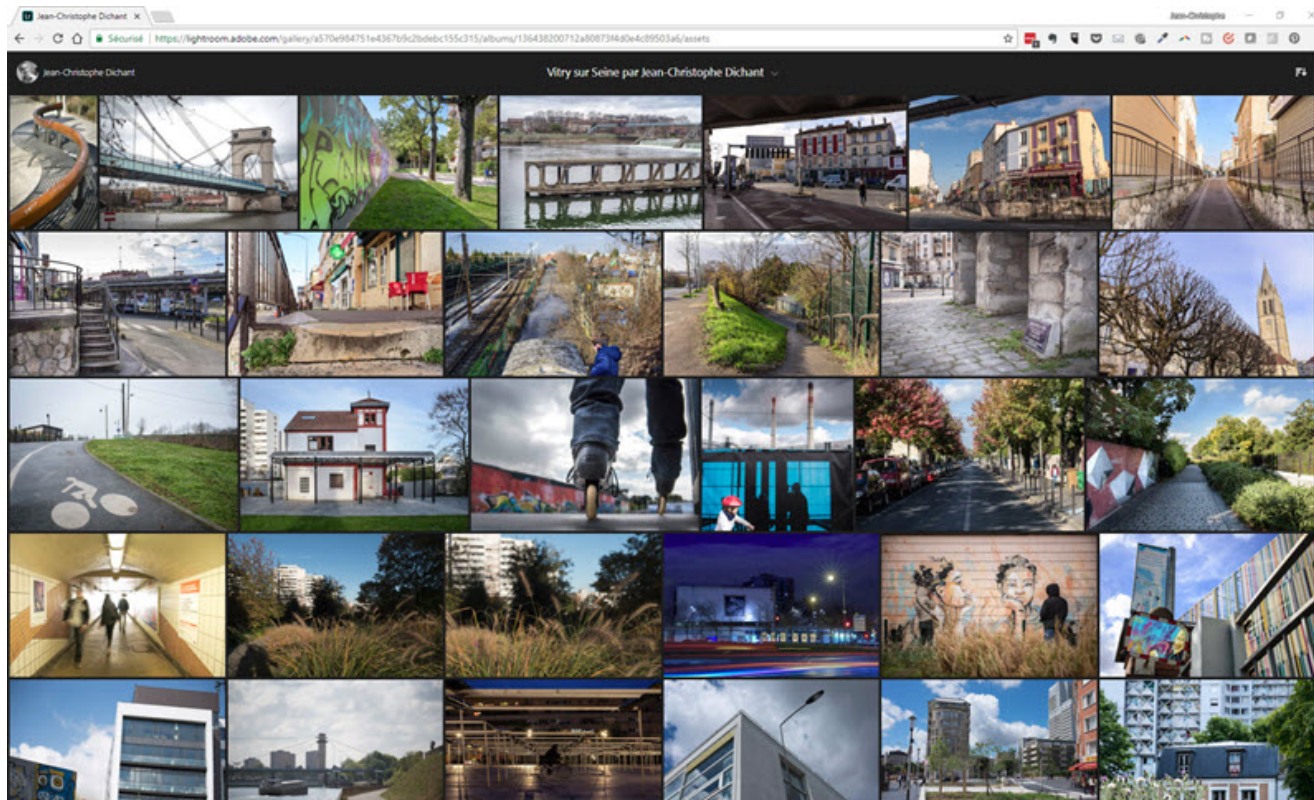 Jean-Christophe Dichant
Sécurisé | https://lightroom.adobe.com/gallery/a570e984751e4367b9c2bdebc155c315/albums/136438200712a80873f4d0e4c89503a6/assets
Jean-Christophe Dichant
Vitry sur Seine par Jean-Christophe Dichant